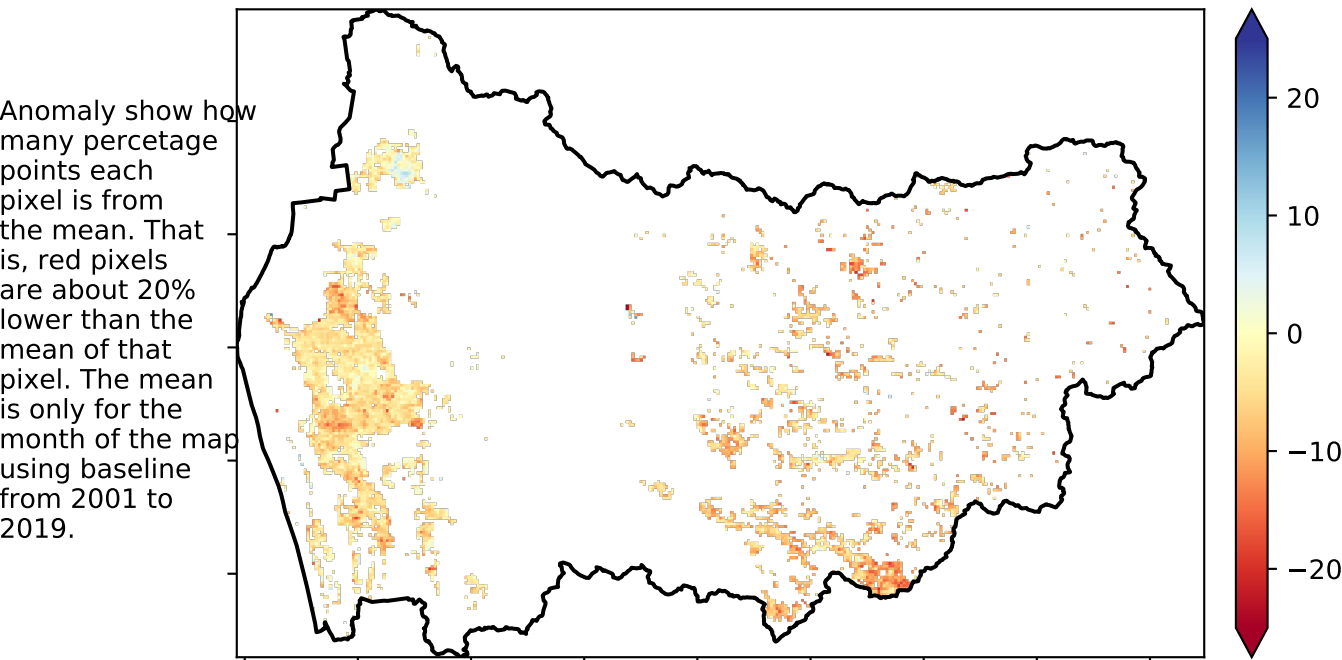 Anomaly show how
many percetage
points each
pixel is from
the mean. That
is, red pixels
are about 20%
lower than the
mean of that
pixel. The mean
is only for the
month of the map
using baseline
from 2001 to
2019.
20
10
0
−10
−20